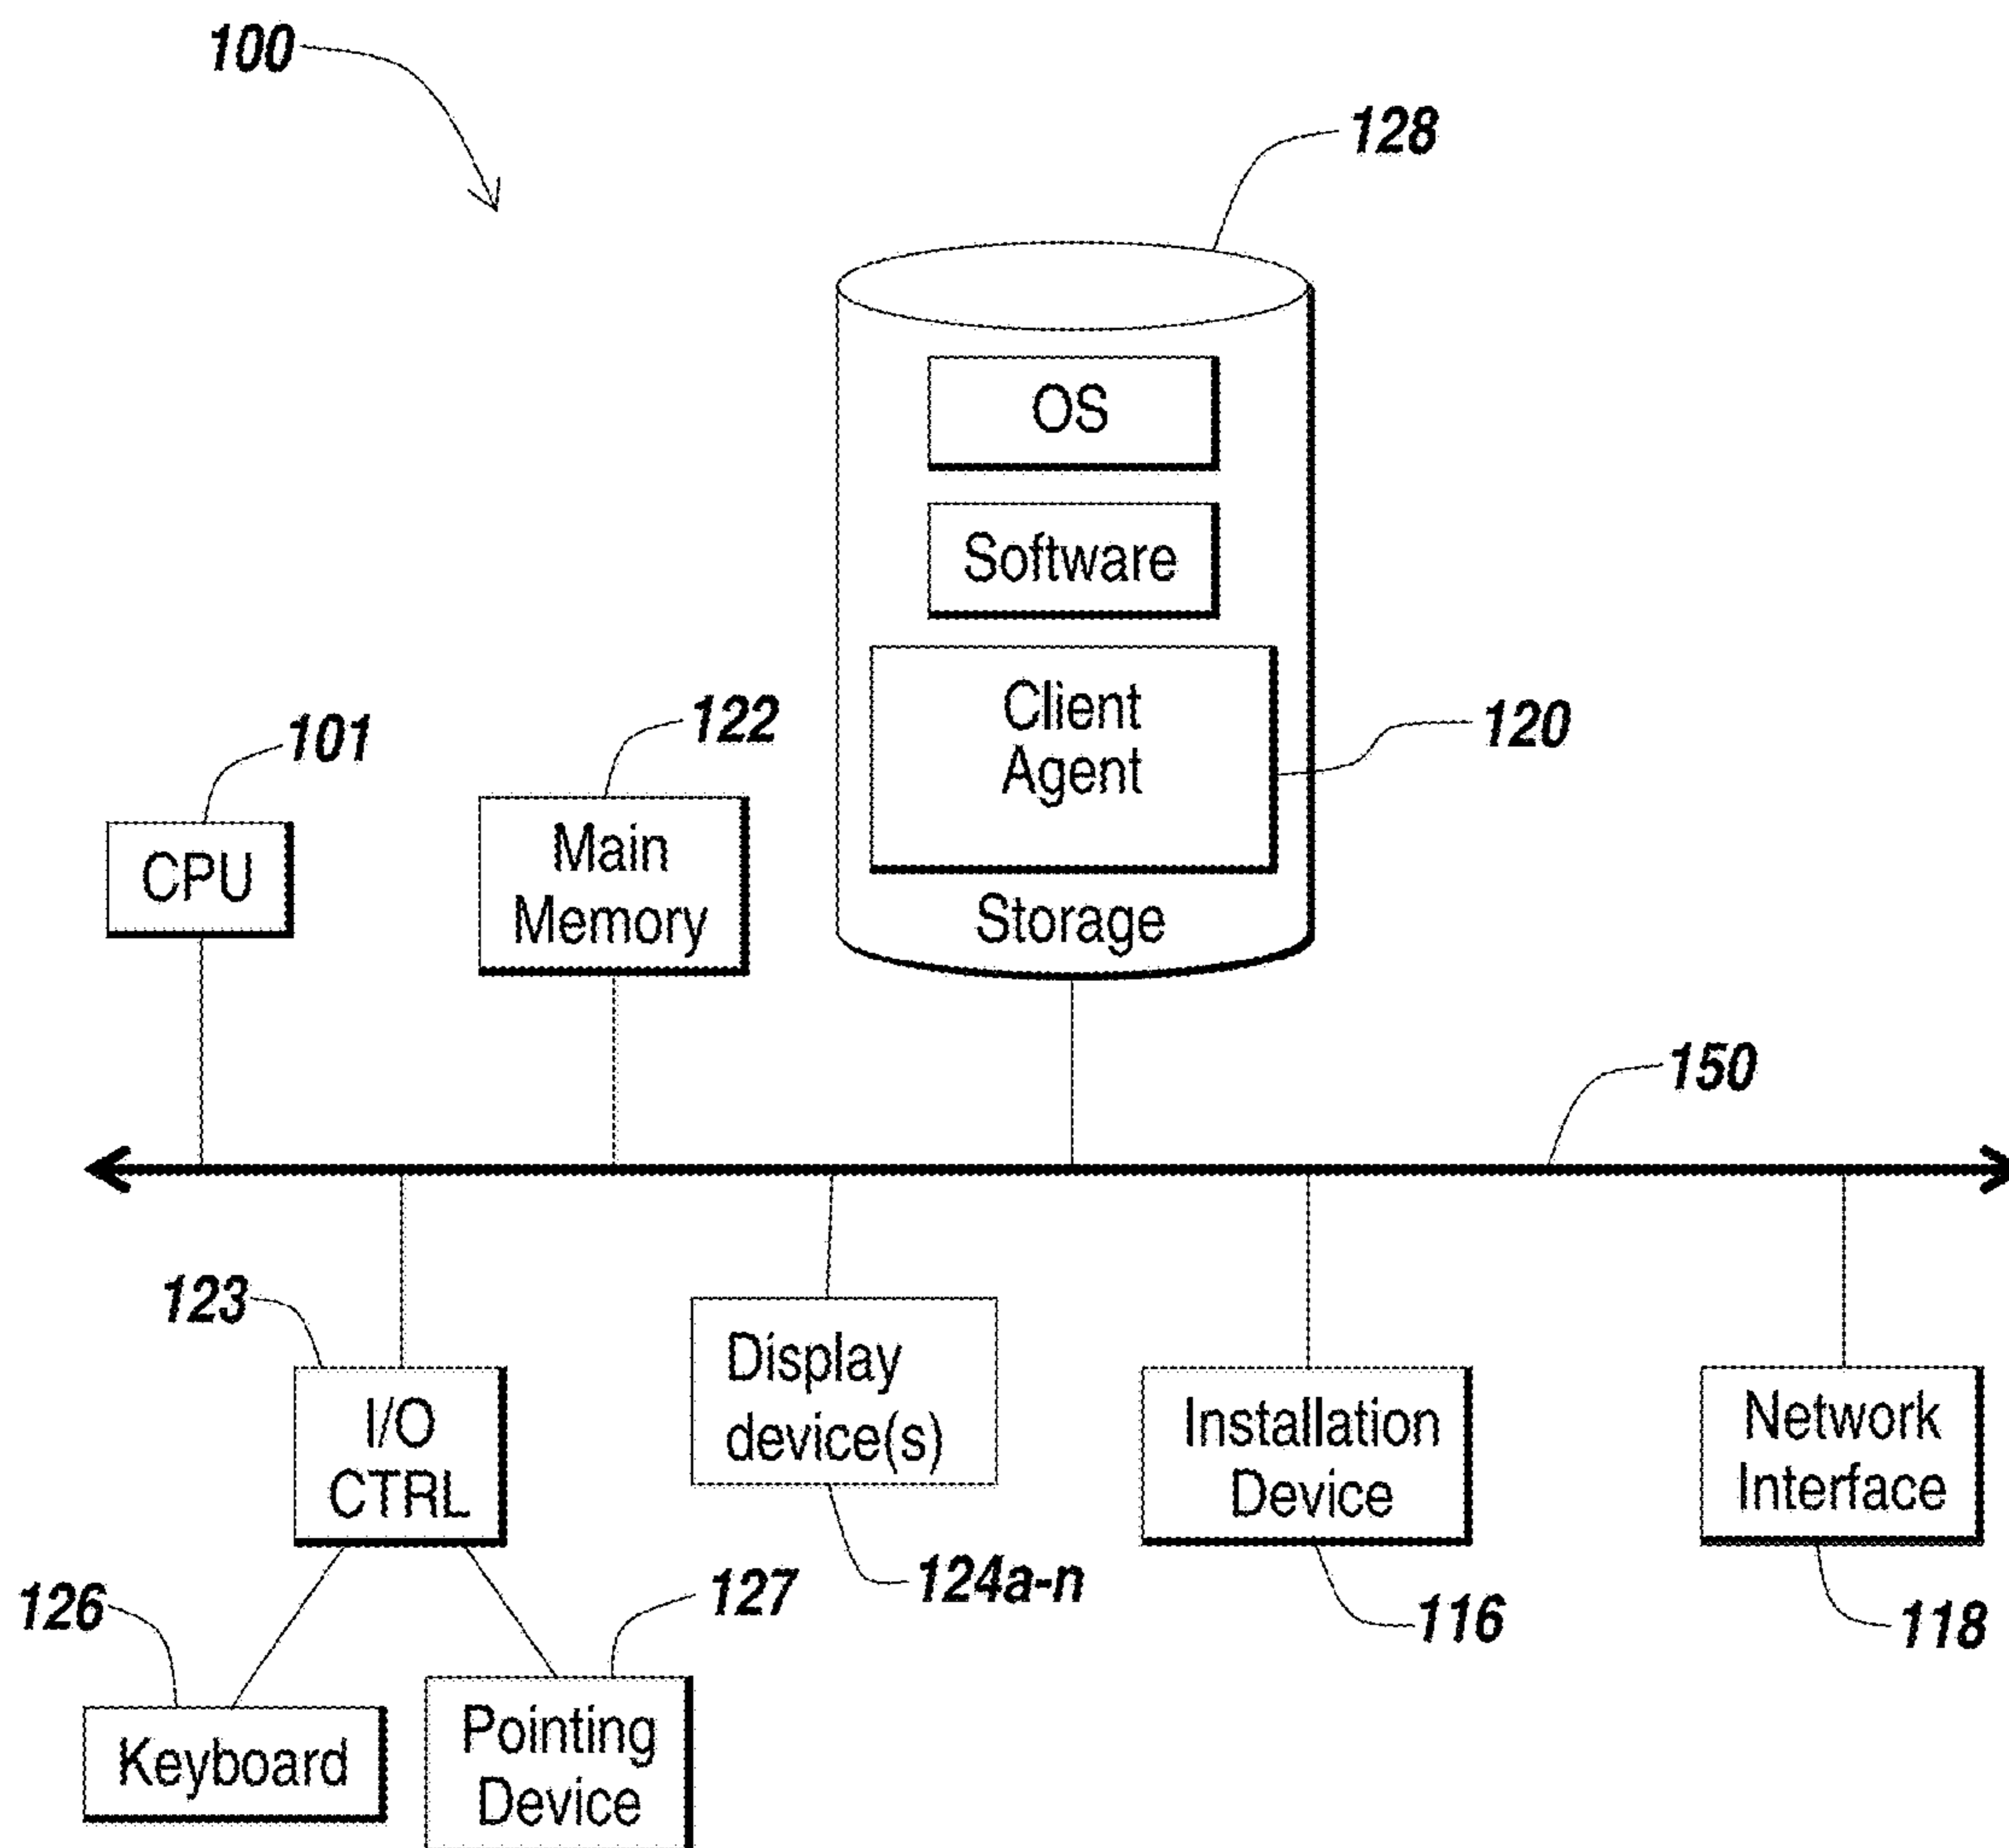 100
128
OS
Software
Client
Agent
120
Storage
101
CPU
122
Main
Memory
150
123
I/O
CTRL
Display
device(s)
124a-n
Installation
Device
116
Network
Interface
118
126
Keyboard
127
Pointing
Device